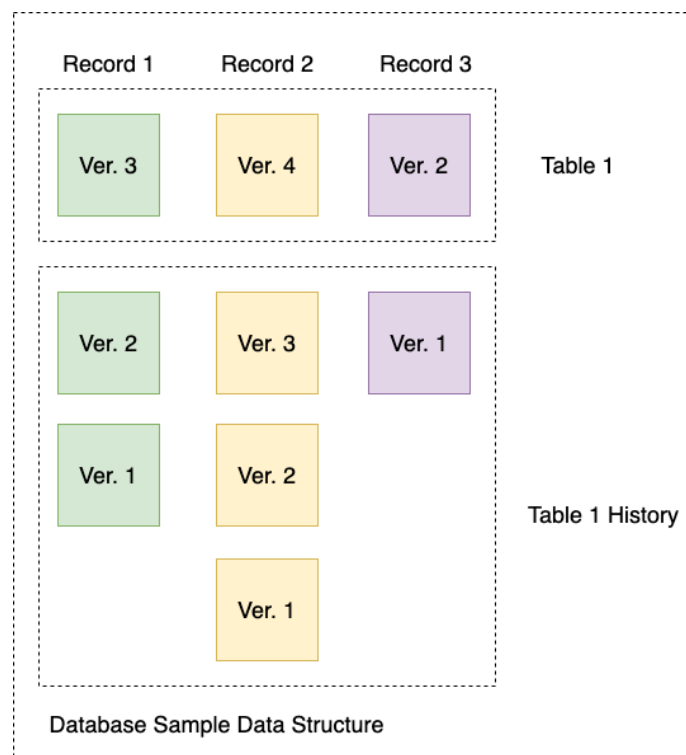 Record 1 Record 2 Record 3
Ver. 3 Ver. 4 Ver. 2 Table 1
Ver. 2 Ver. 3 Ver. 1
Ver. 1 Ver. 2
Table 1 History
Ver. 1
Database Sample Data Structure